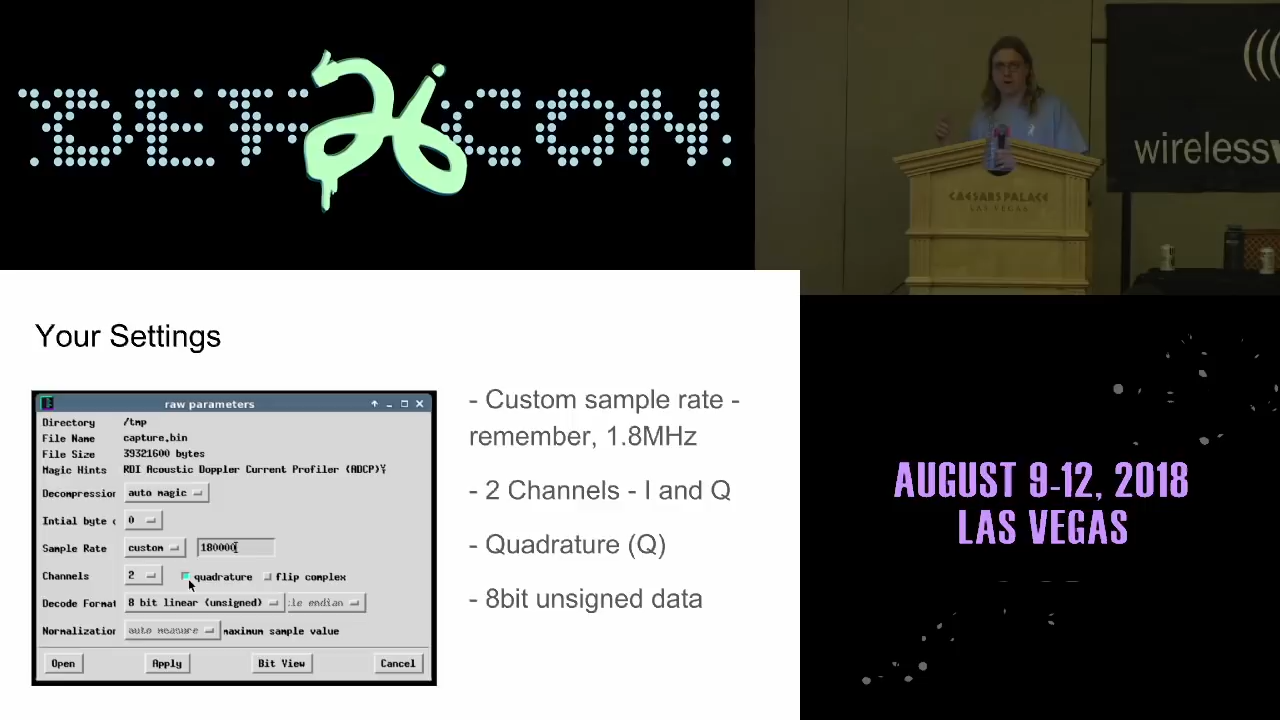 DEF 26 CON
wirelessv
CAESARS PALACE
LAS VEGAS
Your Settings
raw parameters
Directory /tmp
File Name capture.bin
File Size 39321600 bytes
Magic Hints RDI Acoustic Doppler Current Profiler (ADCP)
Decompression auto magic
Intial byte 0
Sample Rate custom 180000
Channels 2 quadrature flip complex
Decode Format 8 bit linear (unsigned) le endian
Normalization auto measure maximum sample value
Open Apply Bit View Cancel
- Custom sample rate -
remember, 1.8MHz
- 2 Channels - I and Q
- Quadrature (Q)
- 8bit unsigned data
AUGUST 9-12, 2018
LAS VEGAS